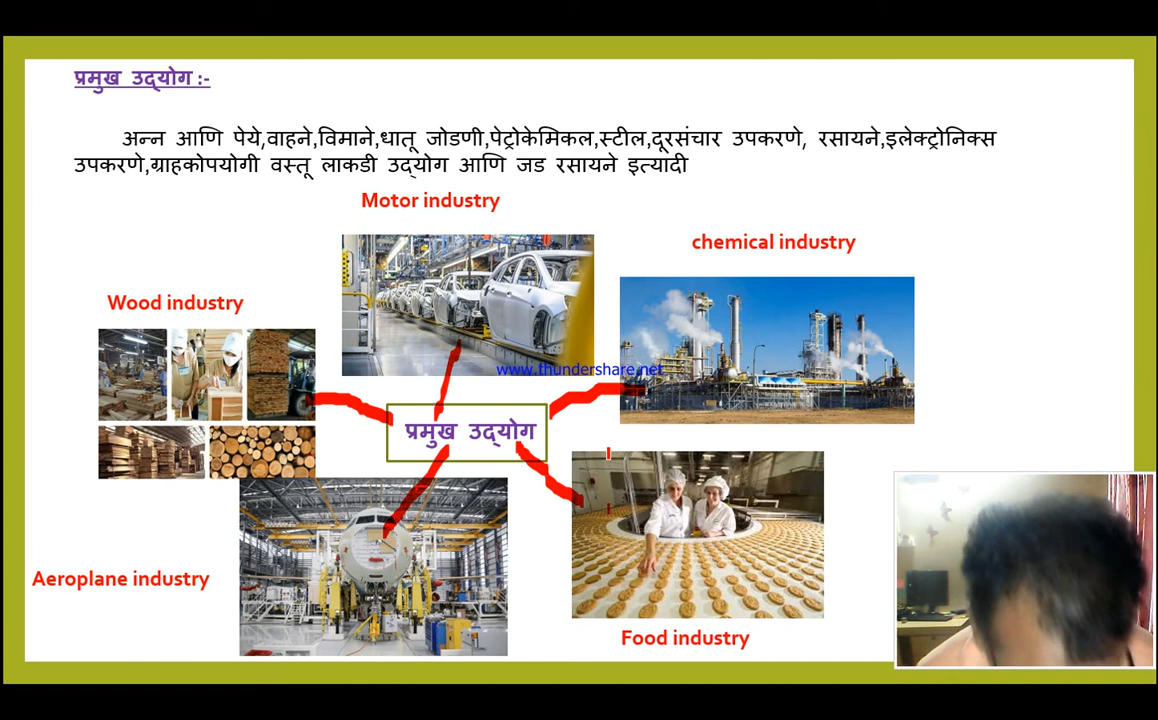 प्रमुख उद्योग :-
अन्न आणि पेये,वाहने,विमाने,धातू जोडणी,पेट्रोकेमिकल,स्टील,दूरसंचार उपकरणे, रसायने,इलेक्ट्रोनिक्स
उपकरणे,ग्राहकोपयोगी वस्तू लाकडी उद्योग आणि जड रसायने इत्यादी
Motor industry
chemical industry
Wood industry
www.thundershare.net
प्रमुख उद्योग
Aeroplane industry
Food industry